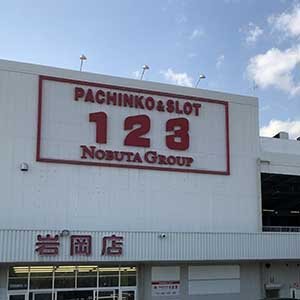 PACHINKO & SLOT
123
NOBUTA GROUP
岩岡店